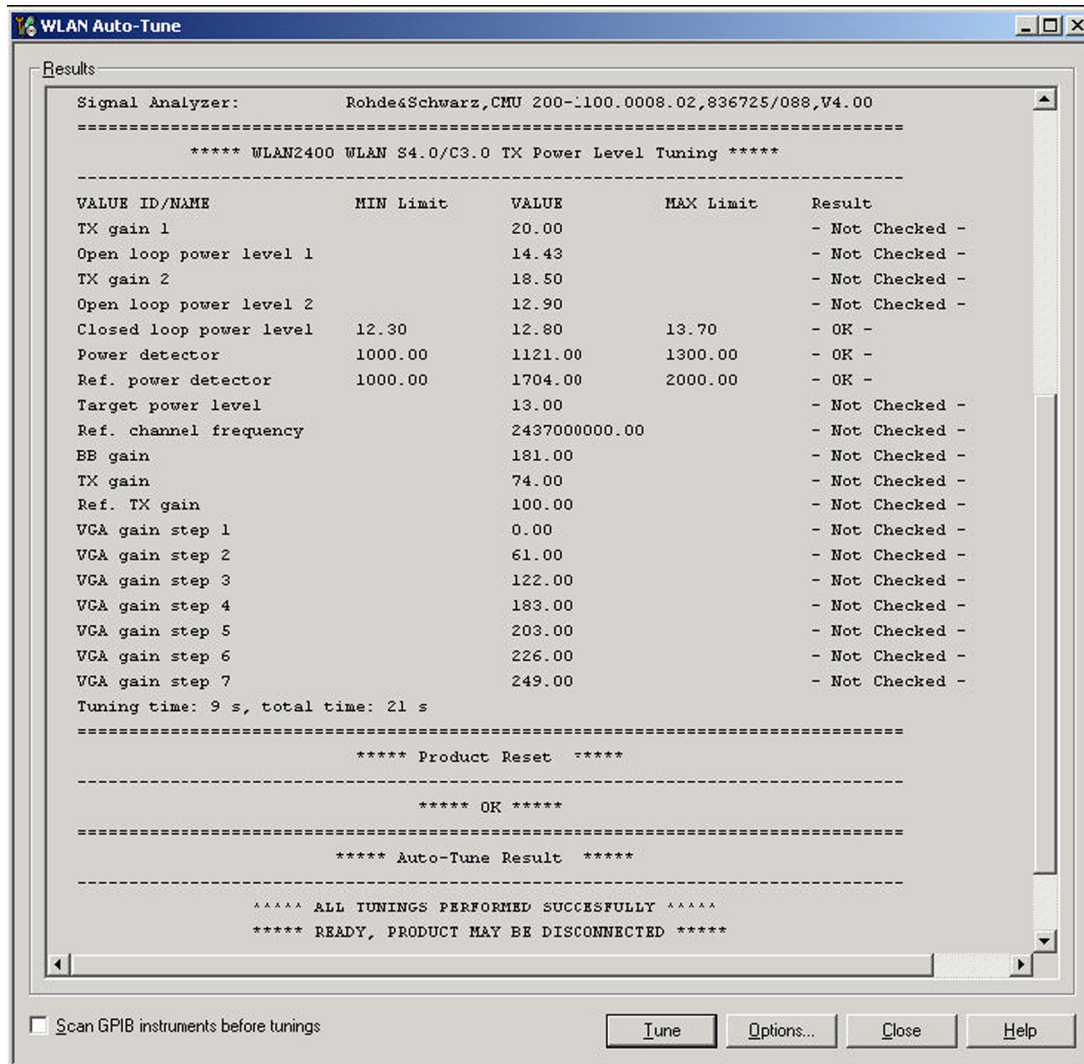 WLAN Auto-Tune
Results
Signal Analyzer: Rohde&Schwarz,CMU 200-1100.0008.02,836725/088,V4.00
================================================================================
***** WLAN2400 WLAN S4.0/C3.0 TX Power Level Tuning *****
--------------------------------------------------------------------------------
VALUE ID/NAME MIN Limit VALUE MAX Limit Result
TX gain 1 20.00 - Not Checked -
Open loop power level 1 14.43 - Not Checked -
TX gain 2 18.50 - Not Checked -
Open loop power level 2 12.90 - Not Checked -
Closed loop power level 12.30 12.80 13.70 - OK -
Power detector 1000.00 1121.00 1300.00 - OK -
Ref. power detector 1000.00 1704.00 2000.00 - OK -
Target power level 13.00 - Not Checked -
Ref. channel frequency 2437000000.00 - Not Checked -
BB gain 181.00 - Not Checked -
TX gain 74.00 - Not Checked -
Ref. TX gain 100.00 - Not Checked -
VGA gain step 1 0.00 - Not Checked -
VGA gain step 2 61.00 - Not Checked -
VGA gain step 3 122.00 - Not Checked -
VGA gain step 4 183.00 - Not Checked -
VGA gain step 5 203.00 - Not Checked -
VGA gain step 6 226.00 - Not Checked -
VGA gain step 7 249.00 - Not Checked -
Tuning time: 9 s, total time: 21 s
================================================================================
***** Product Reset *****
--------------------------------------------------------------------------------
***** OK *****
================================================================================
***** Auto-Tune Result *****
--------------------------------------------------------------------------------
^^^^^ ALL TUNINGS PERFORMED SUCCESFULLY ^^^^^
***** READY, PRODUCT MAY BE DISCONNECTED *****
Scan GPIB instruments before tunings
Tune Options... Close Help